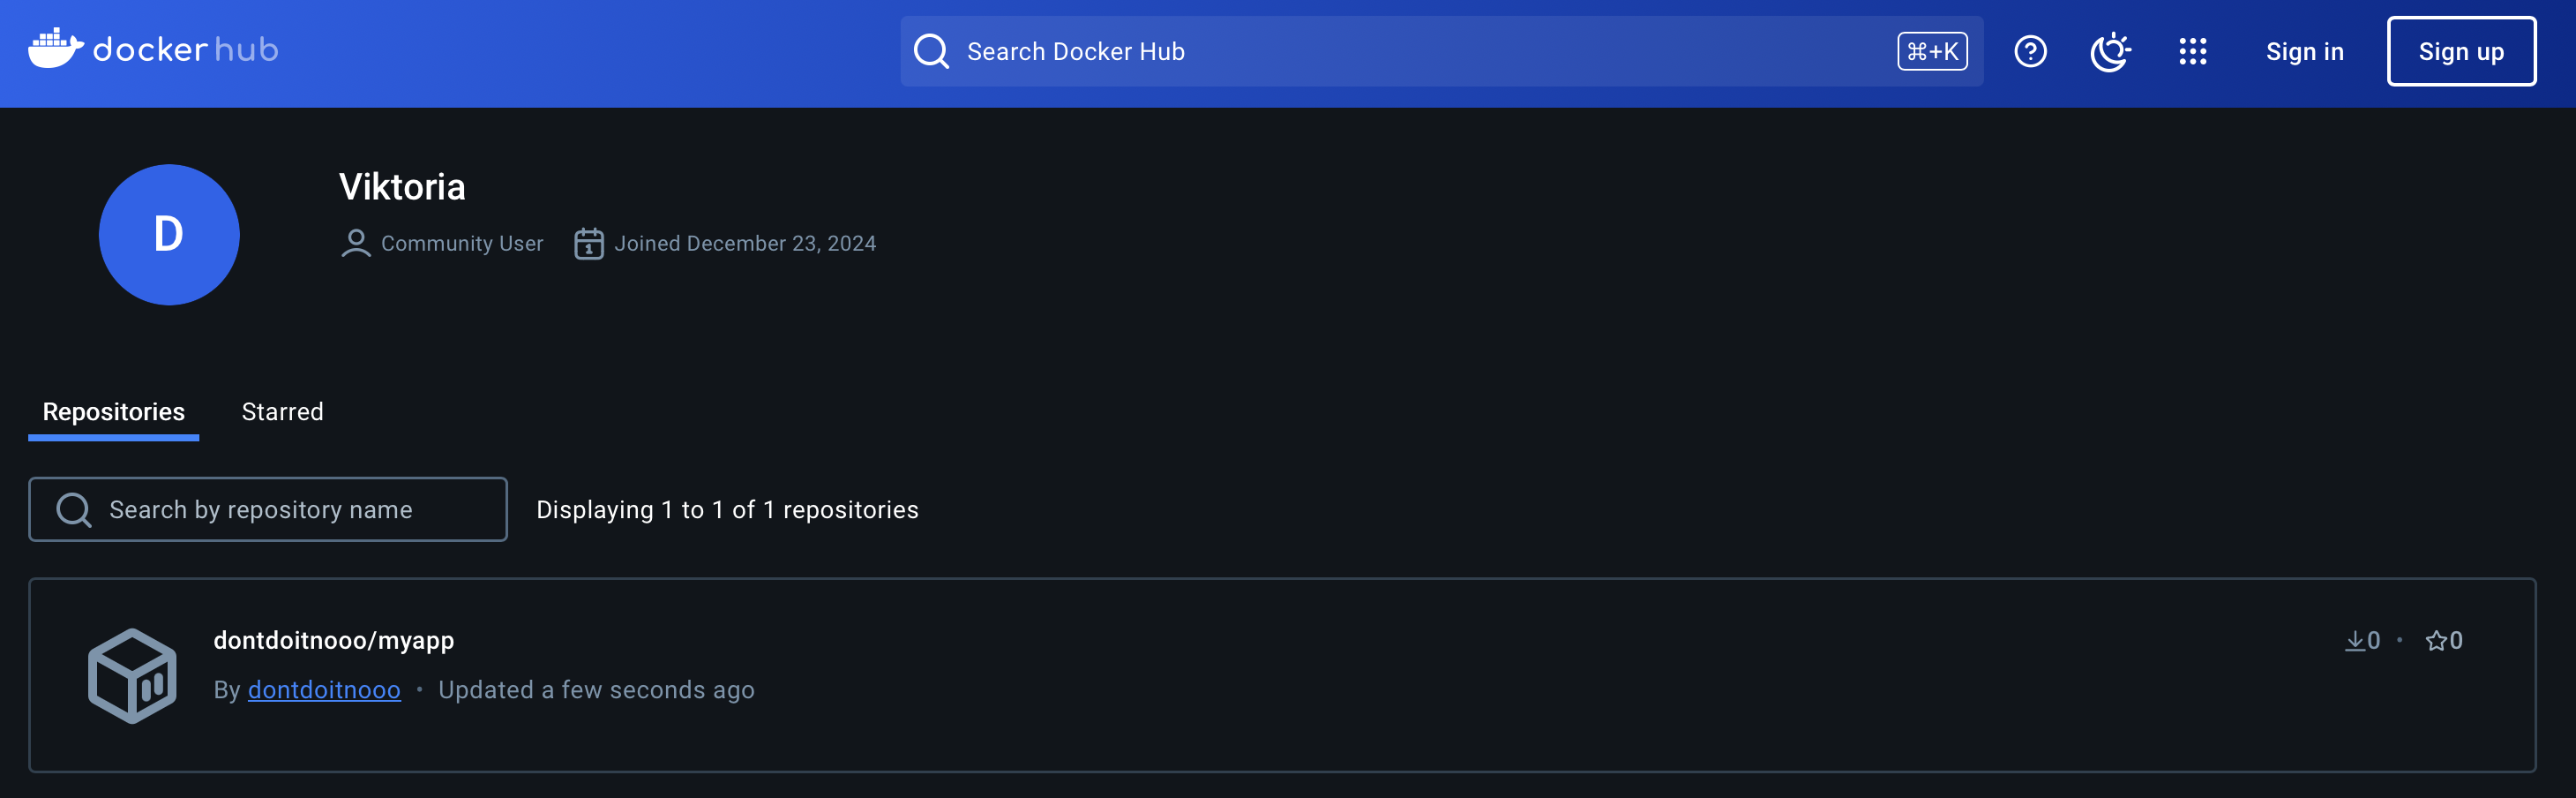 docker hub
Search Docker Hub
⌘+K
Sign in
Sign up
D
Viktoria
Community User
1
Joined December 23, 2024
Repositories
Starred
Search by repository name
Displaying 1 to 1 of 1 repositories
dontdoitnooo/myapp
0 • 0
By dontdoitnooo • Updated a few seconds ago